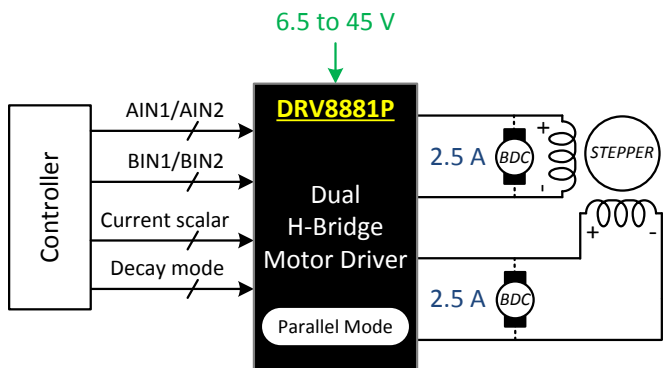 6.5 to 45 V
Controller
AIN1/AIN2
BIN1/BIN2
Current scalar
Decay mode
DRV8881P
Dual
H-Bridge
Motor Driver
Parallel Mode
2.5 A
BDC
+
-
STEPPER
+
-
2.5 A
BDC